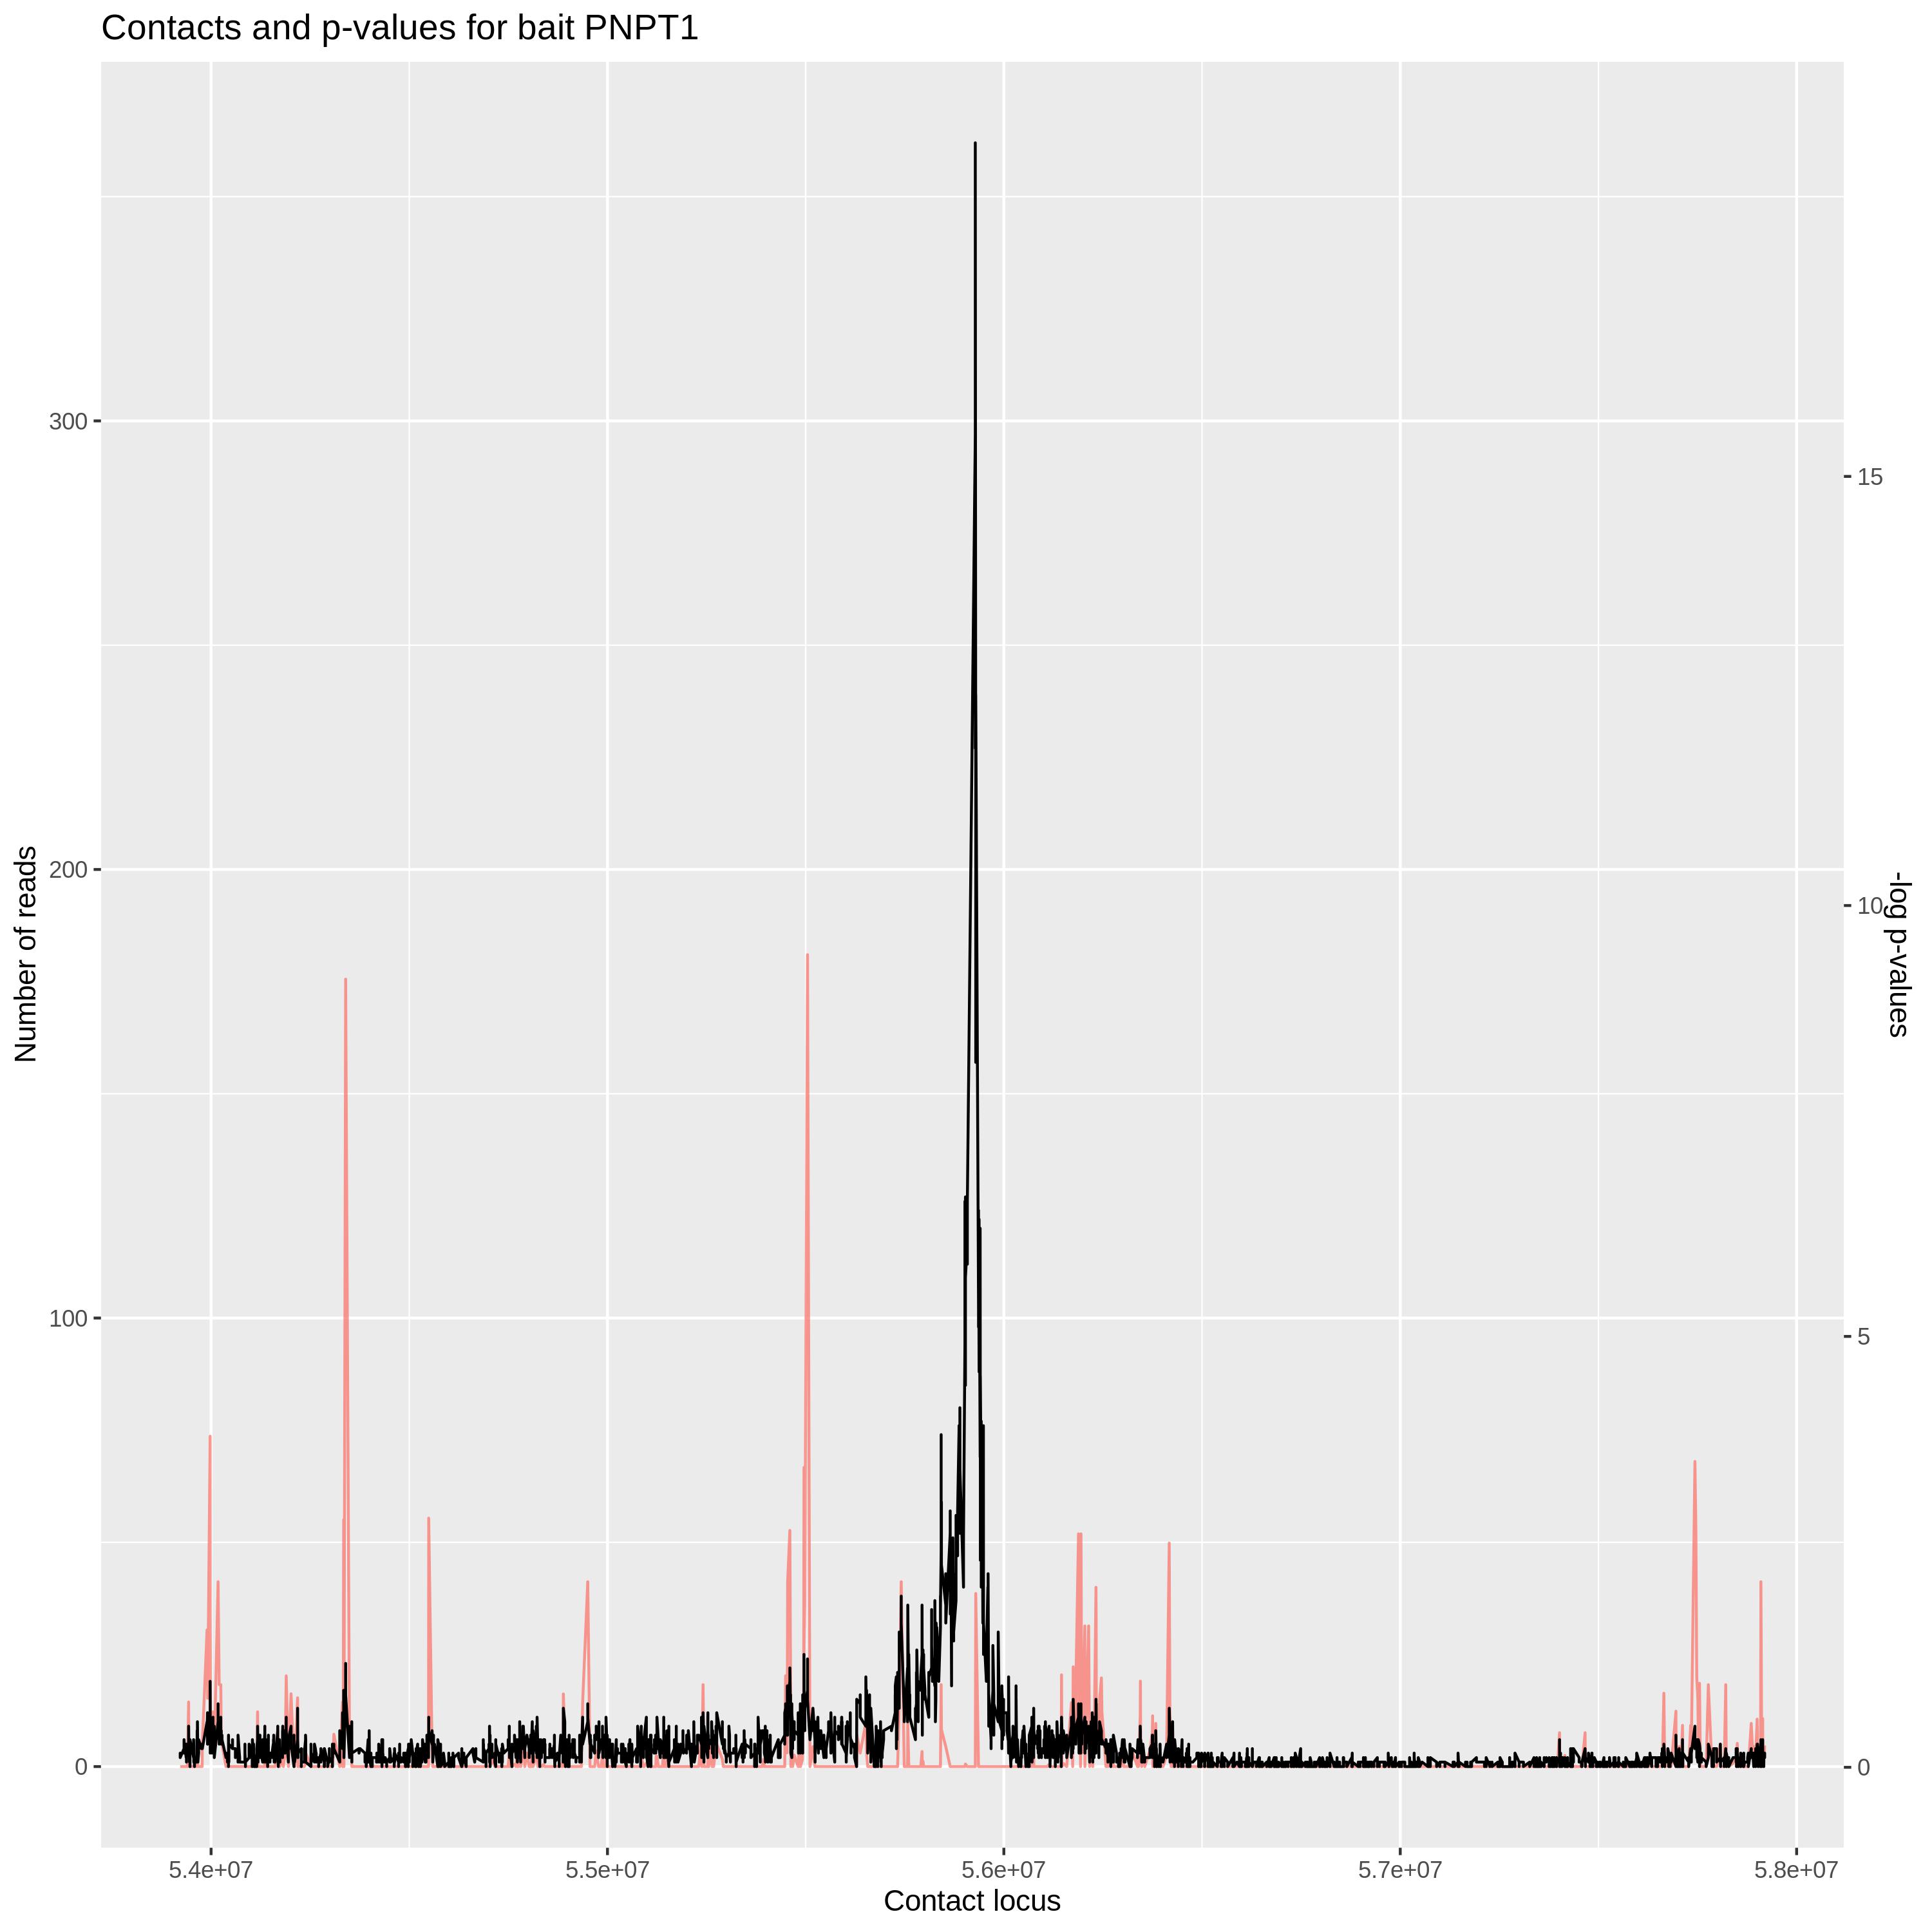 Contacts and p-values for bait PNPT1
Number of reads
300
200
100
0
15
10
5
0
-log p-values
5.4e+07
5.5e+07
5.6e+07
5.7e+07
5.8e+07
Contact locus